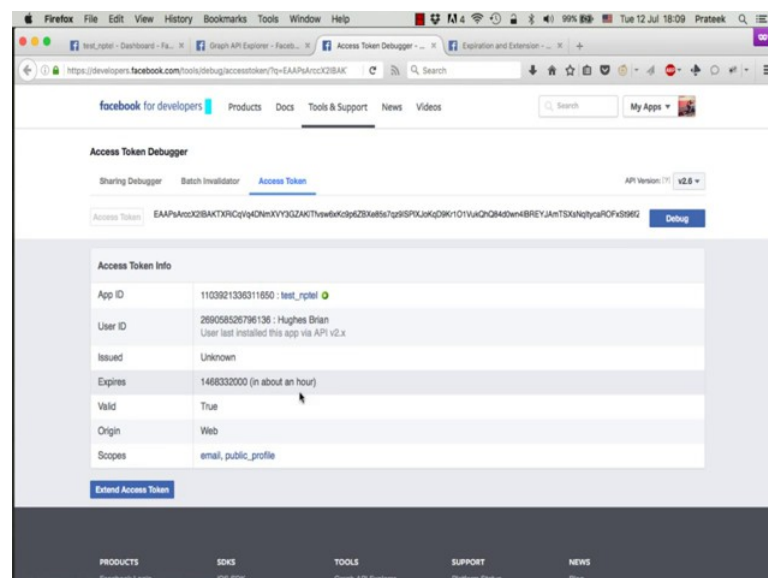 Firefox File Edit View History Bookmarks Tools Window Help 4 99% Tue 12 Jul 18:09 Prateek
test_nptel - Dashboard - Fa... Graph API Explorer - Faceb... Access Token Debugger - ... Expiration and Extension - ...
https://developers.facebook.com/tools/debug/accesstoken/?q=EAAPsArccX2IBAK Search
facebook for developers Products Docs Tools & Support News Videos Search My Apps
Access Token Debugger
Sharing Debugger Batch Invalidator Access Token API Version: [?] v2.6
Access Token Debug
Access Token Info
App ID 1103921336311650 : test_nptel
User ID 269058526796136 : Hughes Brian
User last installed this app via API v2.x
Issued Unknown
Expires 1468332000 (in about an hour)
Valid True
Origin Web
Scopes email, public_profile
Extend Access Token
PRODUCTS SDKS TOOLS SUPPORT NEWS